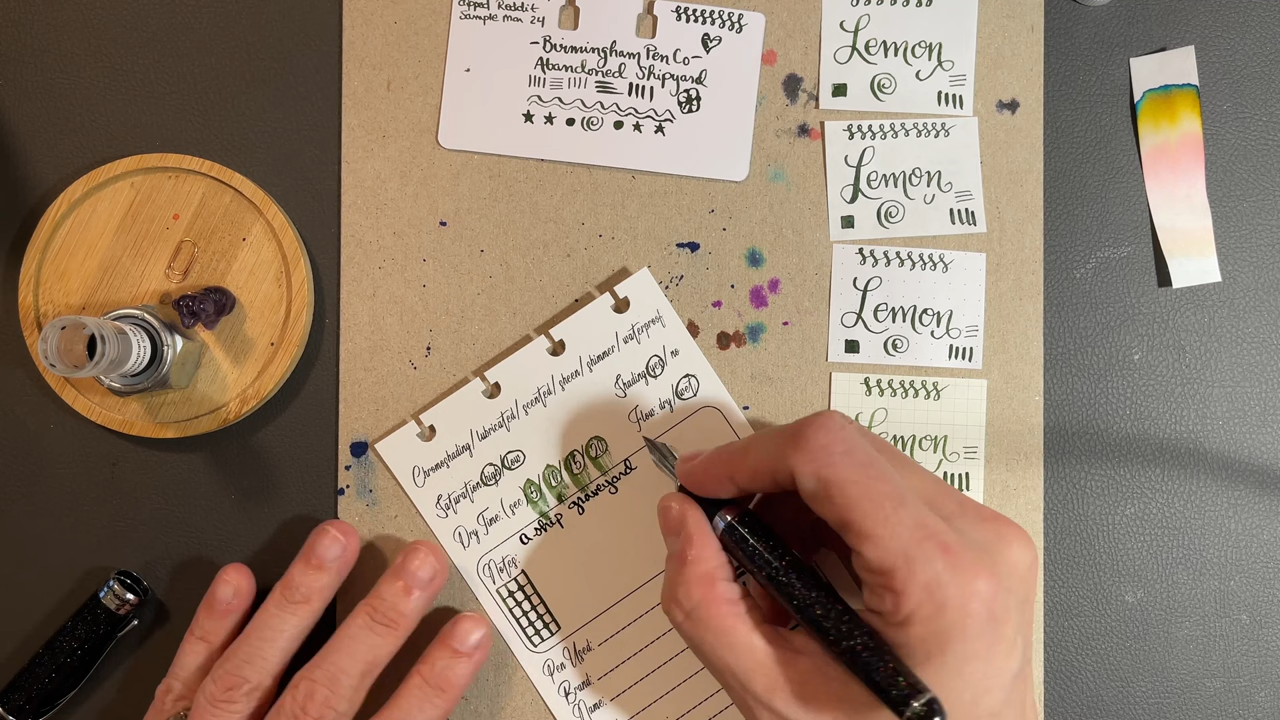 Sample Mar 24
-Birmingham Pen Co-
Abandoned Shipyard
Lemon
Lemon
Lemon
Lemon
Chromoshading/lubricated/scented/sheen/shimmer/waterproof
Saturation high/low
Shading: yes/no
Flow: dry/wet
Dry Time: (sec 5/10/15/20
Notes:
a ship graveyard
Pen Used:
Brand:
Name: